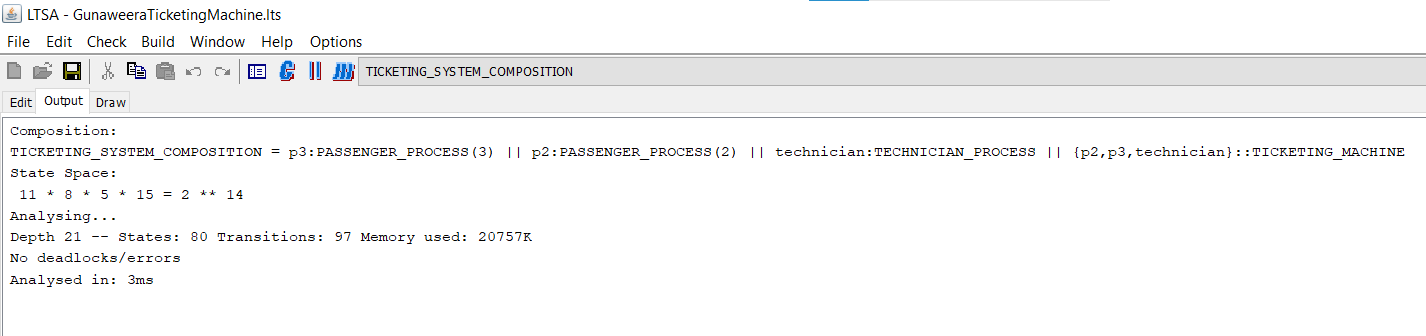 LTSA - GunaweeraTicketingMachine.lts
File Edit Check Build Window Help Options
TICKETING_SYSTEM_COMPOSITION
Edit Output Draw
Composition:
TICKETING_SYSTEM_COMPOSITION = p3:PASSENGER_PROCESS(3) || p2:PASSENGER_PROCESS(2) || technician:TECHNICIAN_PROCESS || {p2,p3,technician}::TICKETING_MACHINE
State Space:
11 * 8 * 5 * 15 = 2 ** 14
Analysing...
Depth 21 -- States: 80 Transitions: 97 Memory used: 20757K
No deadlocks/errors
Analysed in: 3ms